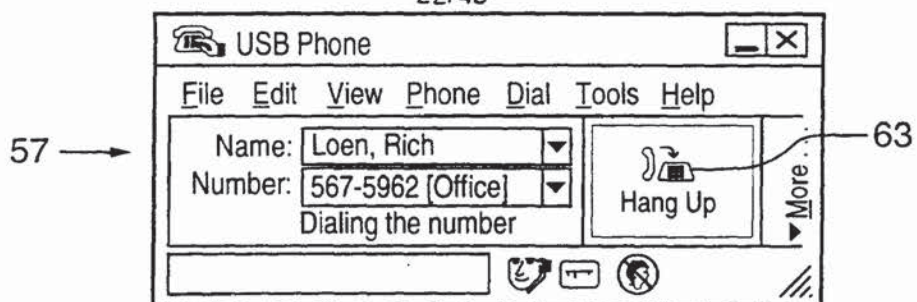 USB Phone
File Edit View Phone Dial Tools Help
57
Name: Loen, Rich
Number: 567-5962 [Office]
Dialing the number
Hang Up
More...
63